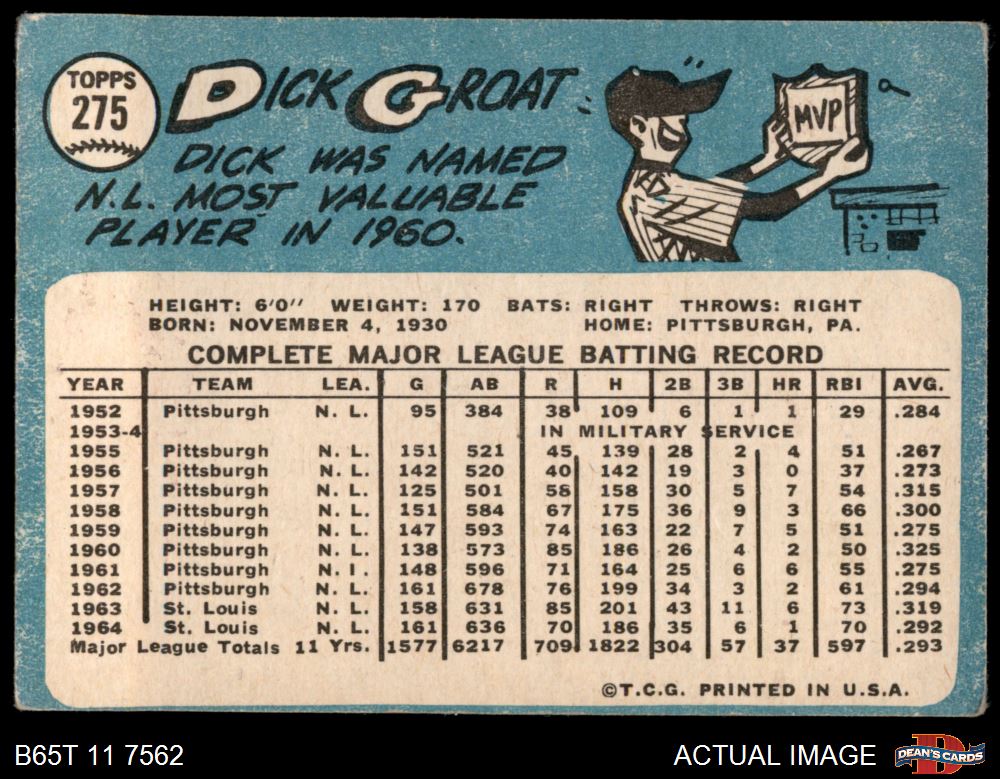 TOPPS
275
DICK GROAT
DICK WAS NAMED
N.L. MOST VALUABLE
PLAYER IN 1960.
MVP
HEIGHT: 6'0" WEIGHT: 170 BATS: RIGHT THROWS: RIGHT
BORN: NOVEMBER 4, 1930 HOME: PITTSBURGH, PA.
COMPLETE MAJOR LEAGUE BATTING RECORD
YEAR TEAM LEA. G AB R H 2B 3B HR RBI AVG.
1952 Pittsburgh N. L. 95 384 38 109 6 1 1 29 .284
1953-4 IN MILITARY SERVICE
1955 Pittsburgh N. L. 151 521 45 139 28 2 4 51 .267
1956 Pittsburgh N. L. 142 520 40 142 19 3 0 37 .273
1957 Pittsburgh N. L. 125 501 58 158 30 5 7 54 .315
1958 Pittsburgh N. L. 151 584 67 175 36 9 3 66 .300
1959 Pittsburgh N. L. 147 593 74 163 22 7 5 51 .275
1960 Pittsburgh N. L. 138 573 85 186 26 4 2 50 .325
1961 Pittsburgh N. I. 148 596 71 164 25 6 6 55 .275
1962 Pittsburgh N. L. 161 678 76 199 34 3 2 61 .294
1963 St. Louis N. L. 158 631 85 201 43 11 6 73 .319
1964 St. Louis N. L. 161 636 70 186 35 6 1 70 .292
Major League Totals 11 Yrs. 1577 6217 709 1822 304 57 37 597 .293
©T.C.G. PRINTED IN U.S.A.
B65T 11 7562 ACTUAL IMAGE DEAN'S CARDS